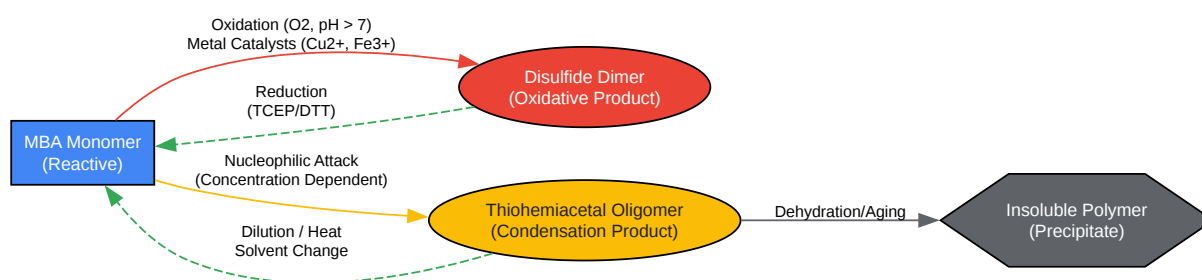 Oxidation (O2, pH > 7)
Metal Catalysts (Cu2+, Fe3+)
Disulfide Dimer
(Oxidative Product)
Reduction
(TCEP/DTT)
MBA Monomer
(Reactive)
Nucleophilic Attack
(Concentration Dependent)
Thiohemiacetal Oligomer
(Condensation Product)
Dehydration/Aging
Insoluble Polymer
(Precipitate)
Dilution / Heat
Solvent Change